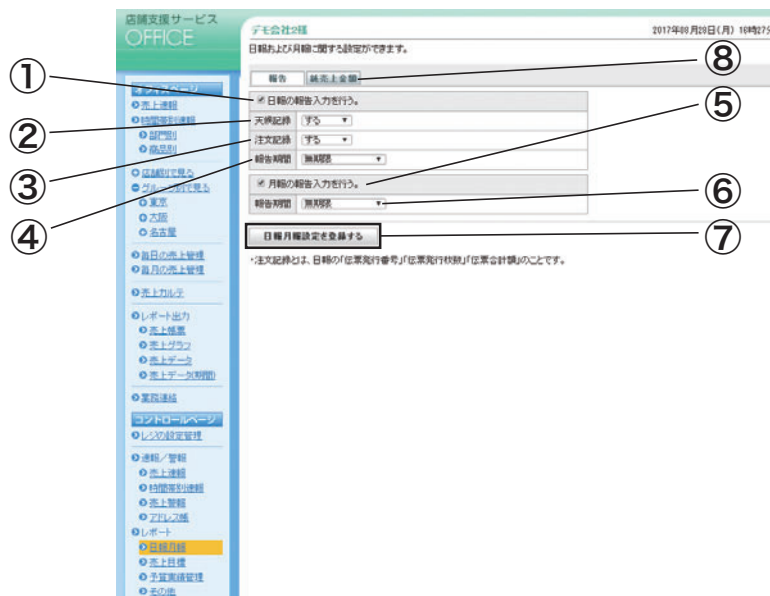 店舗支援サービス
OFFICE
デモ会社2様
2017年08月28日(月) 16時27分
日報および月報に関する設定ができます。
報告
純売上金額
日報の報告入力を行う。
天候記録 する
注文記録 する
報告期間 無期限
月報の報告入力を行う。
報告期間 無期限
日報月報設定を登録する
・注文記録とは、日報の「伝票発行番号」「伝票発行枚数」「伝票合計額」のことです。
①
②
③
④
⑧
⑤
⑥
⑦
オフィスページ
売上速報
時間帯別速報
部門別
商品別
店舗別で見る
グループ別で見る
東京
大阪
名古屋
毎日の売上管理
毎月の売上管理
売上カルテ
レポート出力
売上帳票
売上グラフ
売上データ
売上データ(期間)
業務連絡
コントロールページ
レジの設定管理
速報/警報
売上速報
時間帯別速報
売上警報
アドレス帳
レポート
日報月報
売上目標
予算実績管理
その他